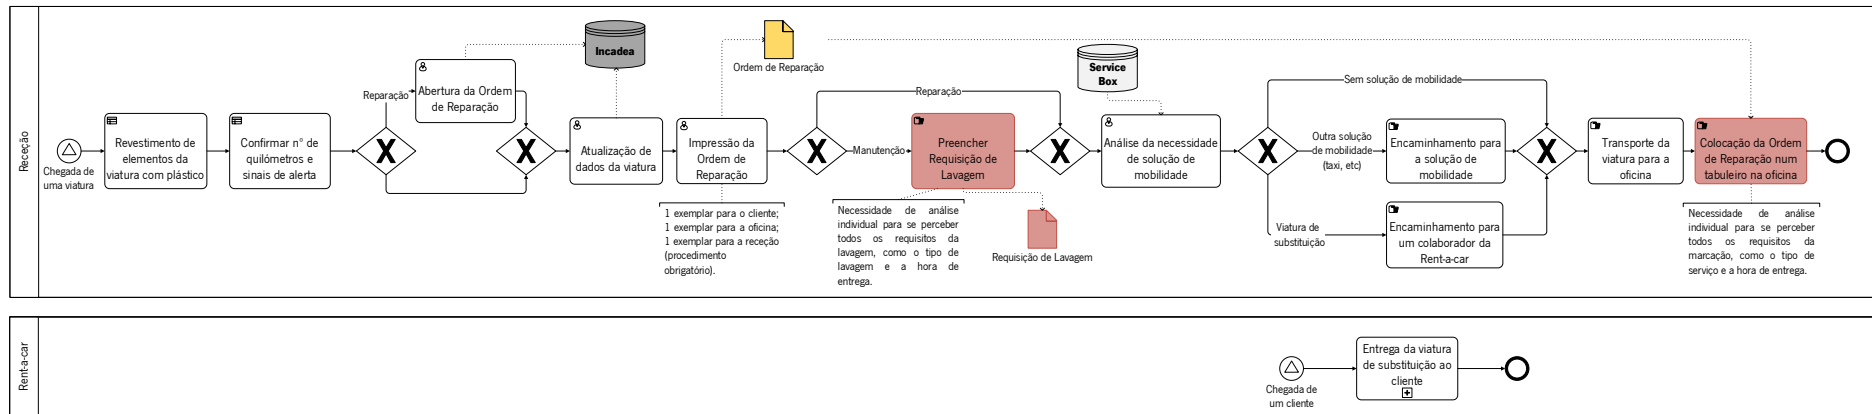 Receção
Chegada de
uma viatura
Revestimento de
elementos da
viatura com plástico
Confirmar nº de
quilómetros e
sinais de alerta
Reparação
Abertura da Ordem
de Reparação
Incadea
Atualização de
dados da viatura
Impressão da
Ordem de
Reparação
1 exemplar para o cliente;
1 exemplar para a oficina;
1 exemplar para a receção
(procedimento
obrigatório).
Ordem de Reparação
Reparação
Manutenção
Preencher
Requisição de
Lavagem
Necessidade de análise
individual para se perceber
todos os requisitos da
lavagem, como o tipo de
lavagem e a hora de
entrega.
Requisição de Lavagem
Service
Box
Análise da necessidade
de solução de
mobilidade
Sem solução de mobilidade
Outra solução
de mobilidade
(taxi, etc)
Viatura de
substituição
Encaminhamento para
a solução de
mobilidade
Encaminhamento para
um colaborador da
Rent-a-car
Transporte da
viatura para a
oficina
Colocação da Ordem
de Reparação num
tabuleiro na oficina
Necessidade de análise
individual para se perceber
todos os requisitos da
marcação, como o tipo de
serviço e a hora de entrega.
Rent-a-car
Chegada de
um cliente
Entrega da viatura
de substituição ao
cliente